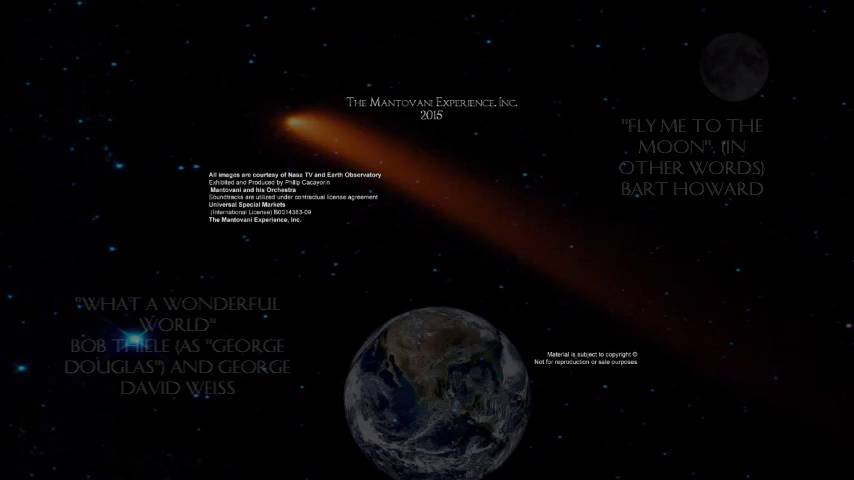 The Mantovani Experience, Inc.
2015
"FLY ME TO THE
MOON". (IN
OTHER WORDS)
BART HOWARD
All images are courtesy of Nasa TV and Earth Observatory
Exhibited and Produced by Philip Cacayorin
Mantovani and his Orchestra
Soundtracks are utilized under contractual license agreement
Universal Special Markets
(International License) B0014383-09
The Mantovani Experience, Inc.
"WHAT A WONDERFUL
WORLD"
BOB THIELE (AS "GEORGE
DOUGLAS") AND GEORGE
DAVID WEISS
Material is subject to copyright ©
Not for reproduction or sale purposes